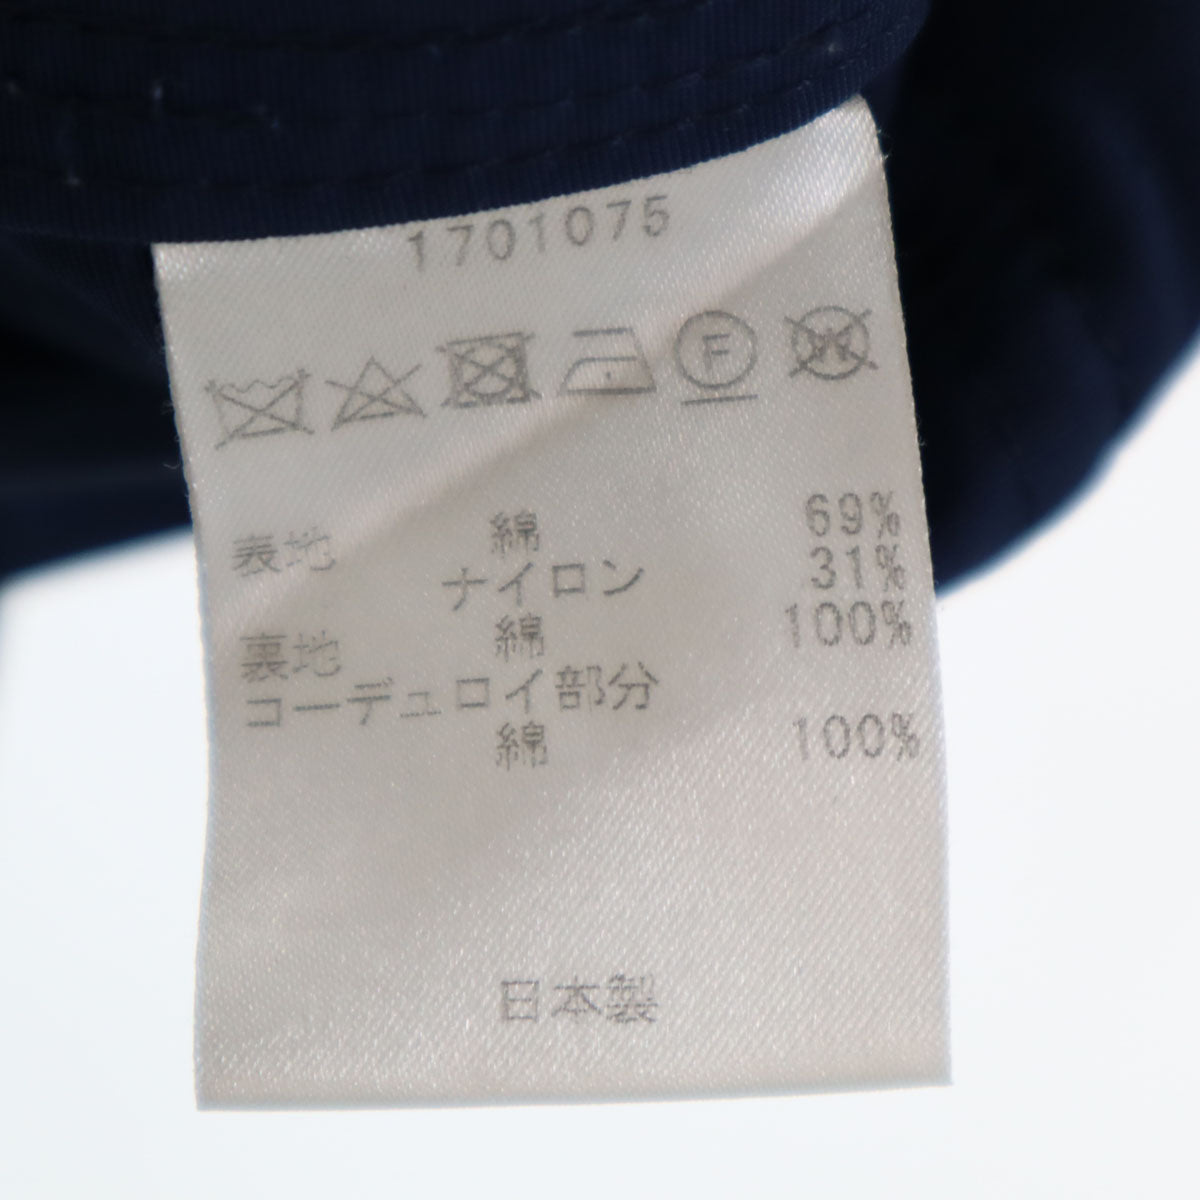 1701075
F
W
表地 綿 69%
ナイロン 31%
裏地 綿 100%
コーデュロイ部分
綿 100%
日本製